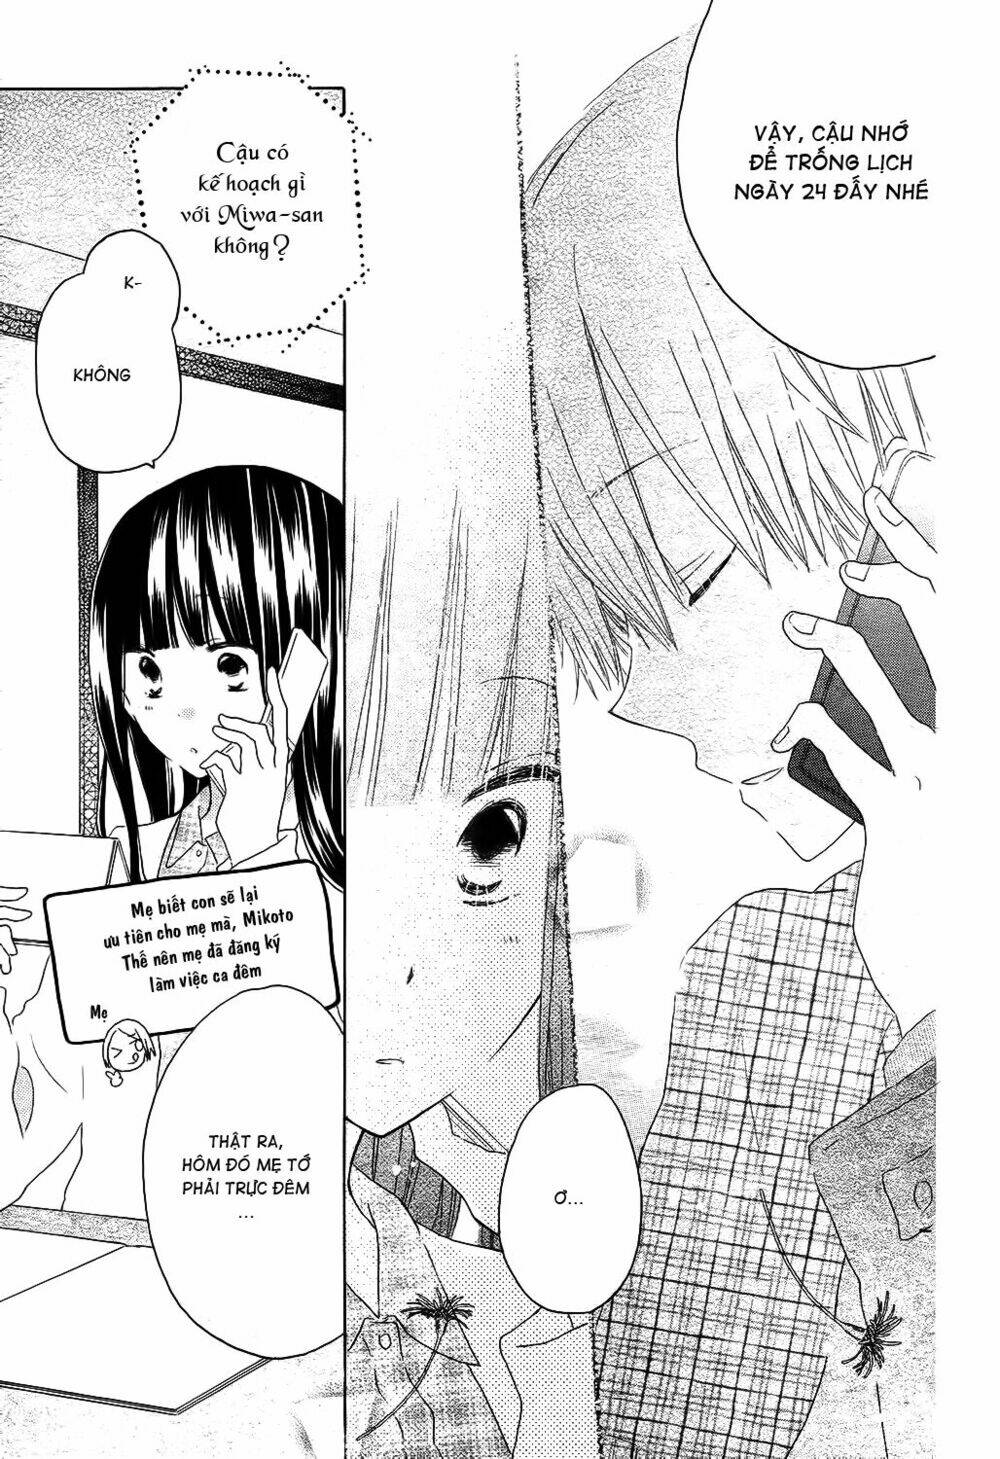 Cậu có
kế hoạch gì
với Miwa-san
không?
K-
KHÔNG
Mẹ biết con sẽ lại
ưu tiên cho mẹ mà, Mikoto
Thế nên mẹ đã đăng ký
làm việc ca đêm
Mẹ
THẬT RA,
HÔM ĐÓ MẸ TỚ
PHẢI TRỰC ĐÊM
...
VẬY, CẬU NHỚ
ĐỂ TRỐNG LỊCH
NGÀY 24 ĐẤY NHÉ
Ơ...